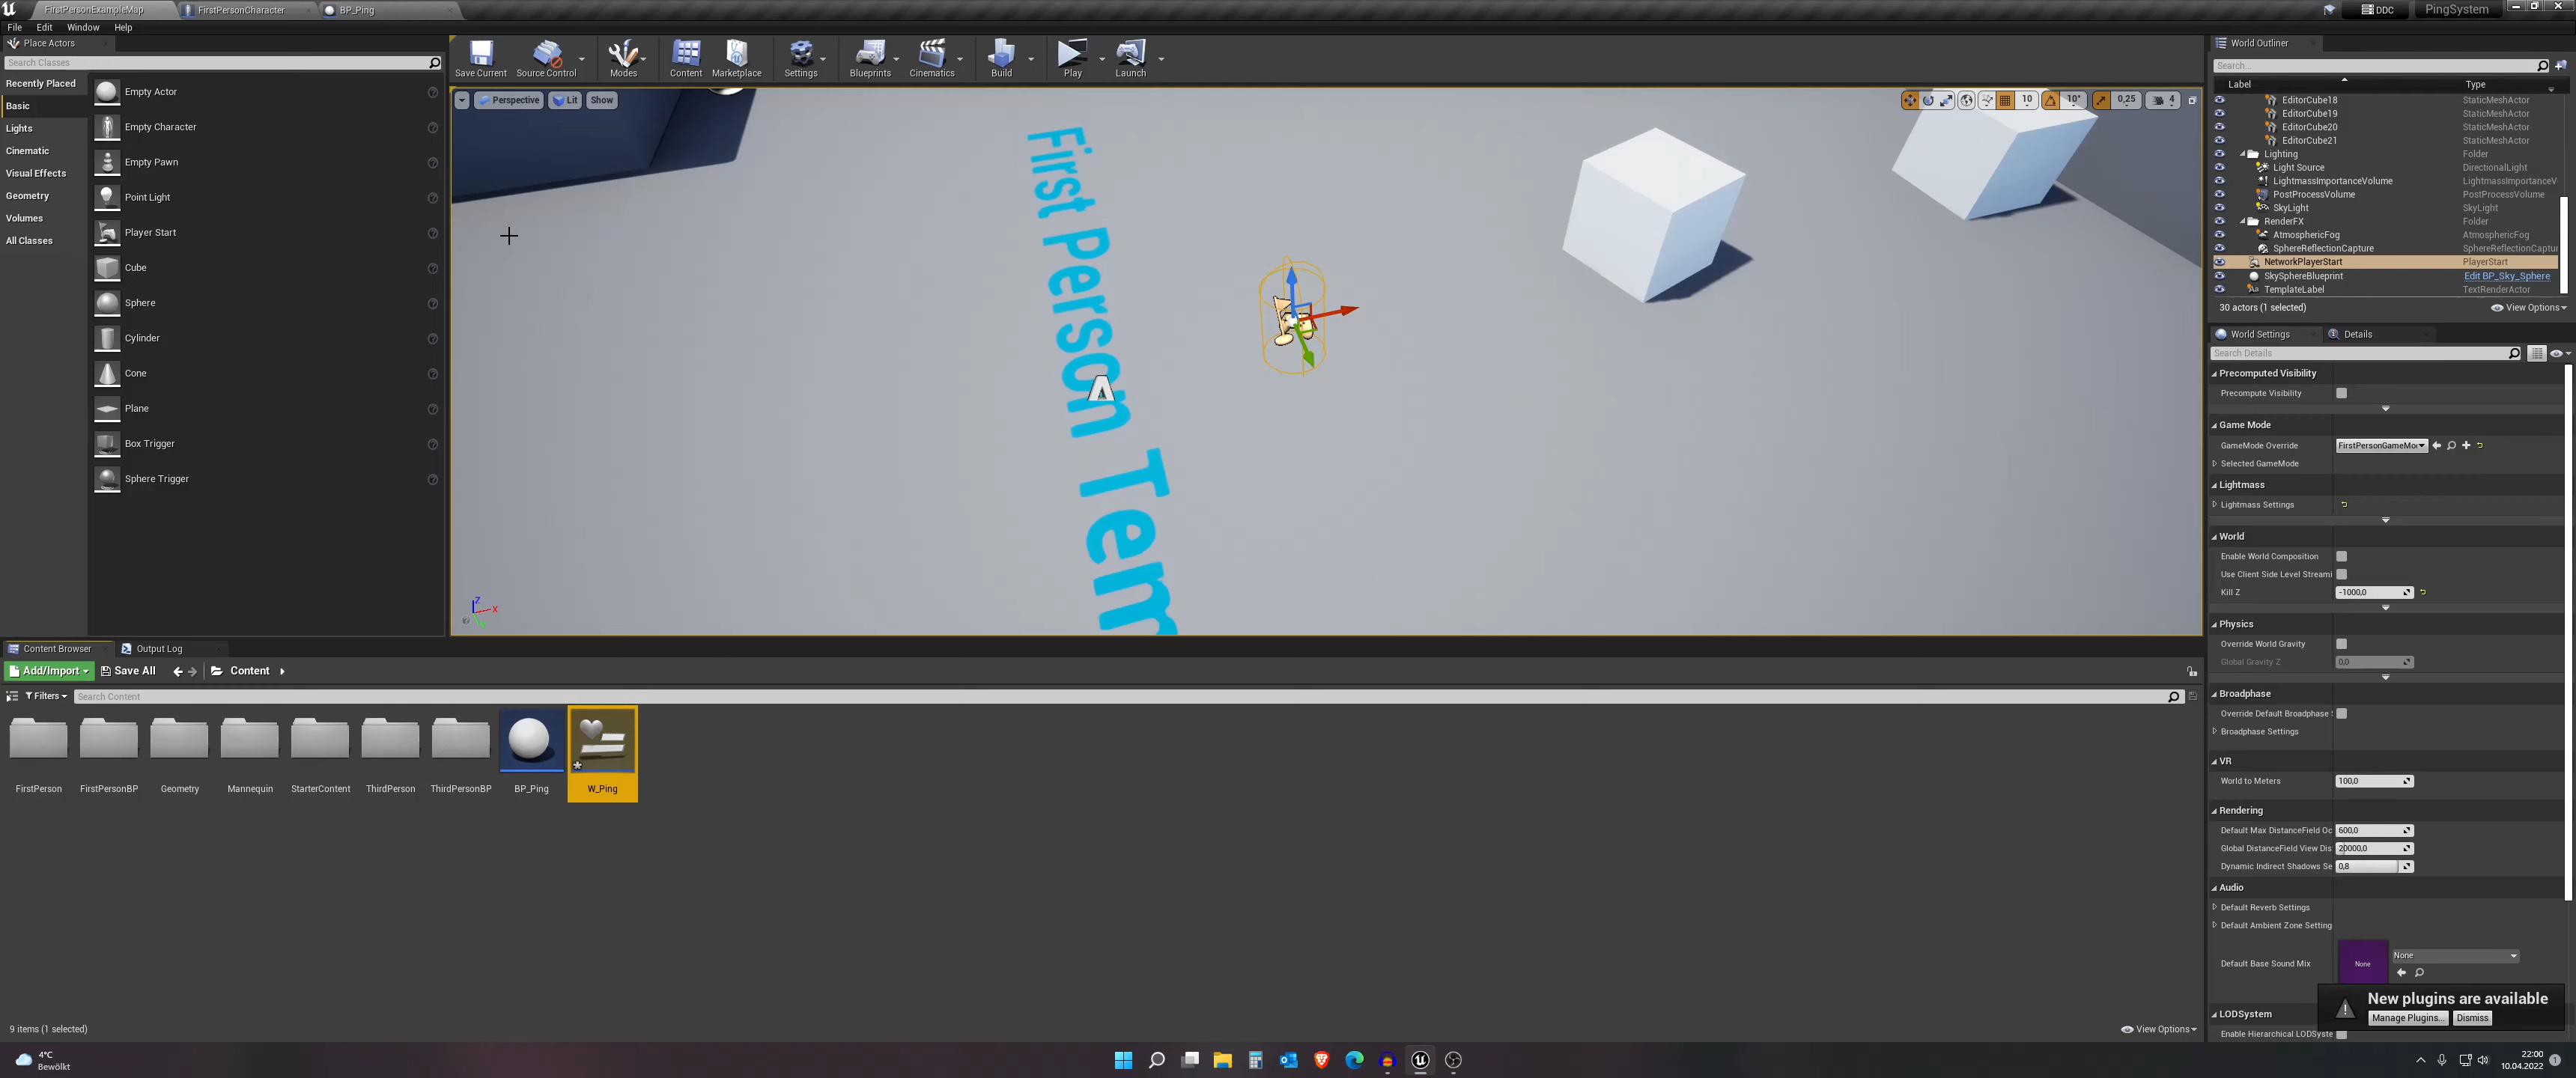 FirstPersonExampleMap
FirstPersonCharacter
BP_Ping
DDC
PingSystem
File Edit Window Help
Place Actors
Search Classes
Recently Placed
Basic
Lights
Cinematic
Visual Effects
Geometry
Volumes
All Classes
Empty Actor
Empty Character
Empty Pawn
Point Light
Player Start
Cube
Sphere
Cylinder
Cone
Plane
Box Trigger
Sphere Trigger
Save Current
Source Control
Modes
Content
Marketplace
Settings
Blueprints
Cinematics
Build
Play
Launch
Perspective
Lit
Show
10
10°
0,25
4
First Person Tem
Z
X
Y
World Outliner
Search...
Label
Type
EditorCube18 StaticMeshActor
EditorCube19 StaticMeshActor
EditorCube20 StaticMeshActor
EditorCube21 StaticMeshActor
Lighting Folder
Light Source DirectionalLight
LightmassImportanceVolume LightmassImportanceV
PostProcessVolume PostProcessVolume
SkyLight SkyLight
RenderFX Folder
AtmosphericFog AtmosphericFog
SphereReflectionCapture SphereReflectionCaptur
NetworkPlayerStart PlayerStart
SkySphereBlueprint Edit BP_Sky_Sphere
TemplateLabel TextRenderActor
30 actors (1 selected)
View Options
World Settings
Details
Search Details
Precomputed Visibility
Precompute Visibility
Game Mode
GameMode Override FirstPersonGameMo
Selected GameMode
Lightmass
Lightmass Settings
World
Enable World Composition
Use Client Side Level Streami
Kill Z -1000,0
Physics
Override World Gravity
Global Gravity Z 0,0
Broadphase
Override Default Broadphase
Broadphase Settings
VR
World to Meters 100,0
Rendering
Default Max DistanceField Oc 600,0
Global DistanceField View Dis 20000,0
Dynamic Indirect Shadows Se 0,8
Audio
Default Reverb Settings
Default Ambient Zone Setting
Default Base Sound Mix None None
LODSystem
Enable Hierarchical LODSyste
New plugins are available
Manage Plugins... Dismiss
Content Browser
Output Log
Add/Import
Save All
Content
Filters
Search Content
FirstPerson
FirstPersonBP
Geometry
Mannequin
StarterContent
ThirdPerson
ThirdPersonBP
BP_Ping
W_Ping
9 items (1 selected)
View Options
4°C
Bewölkt
22:00
10.04.2022
1